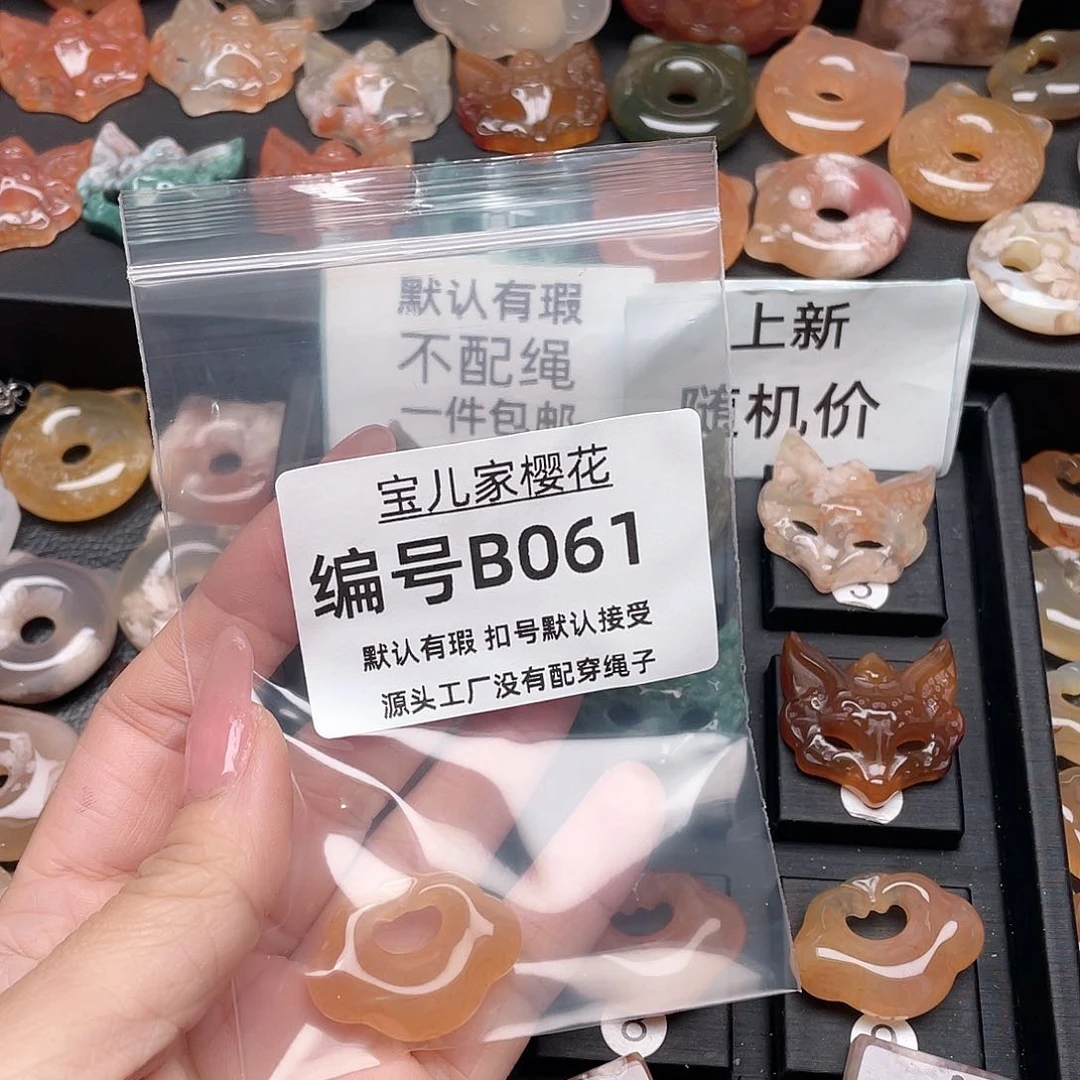 默认有瑕
不配绳
一件包邮
上新
随机价
宝儿家樱花
编号B061
默认有瑕 扣号默认接受
源头工厂没有配穿绳子